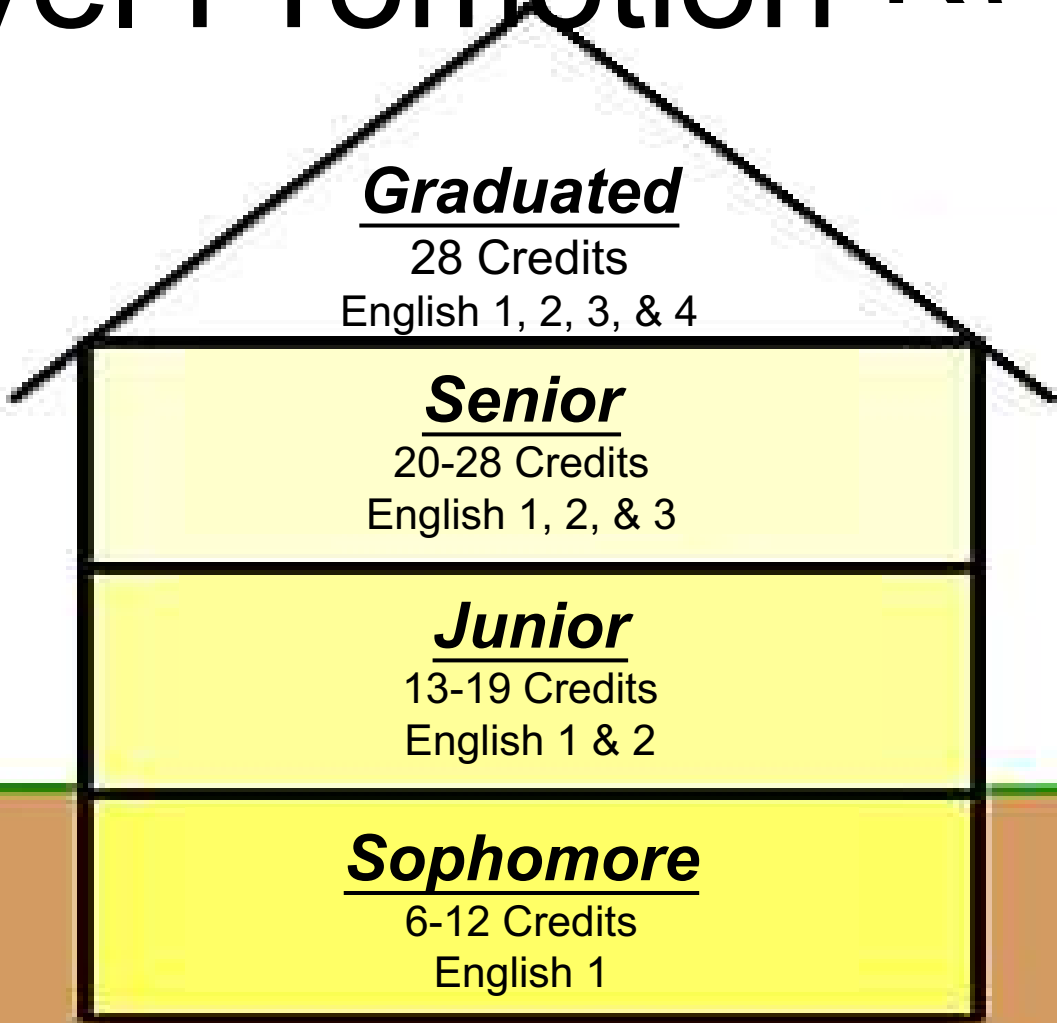 Promotion
Graduated
28 Credits
English 1, 2, 3, & 4
Senior
20-28 Credits
English 1, 2, & 3
Junior
13-19 Credits
English 1 & 2
Sophomore
6-12 Credits
English 1